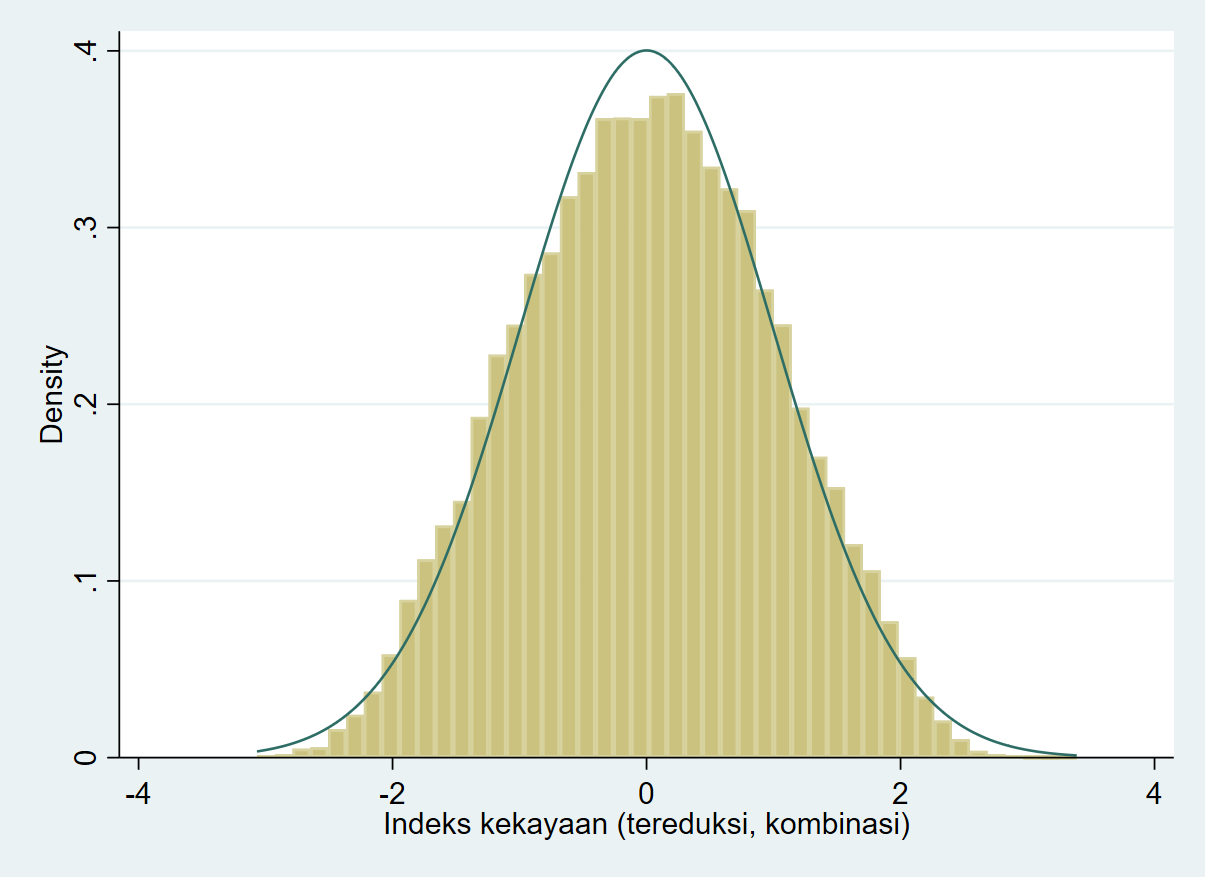 .4
.3
.2
.1
0
Density
-4 -2 0 2 4
Indeks kekayaan (tereduksi, kombinasi)